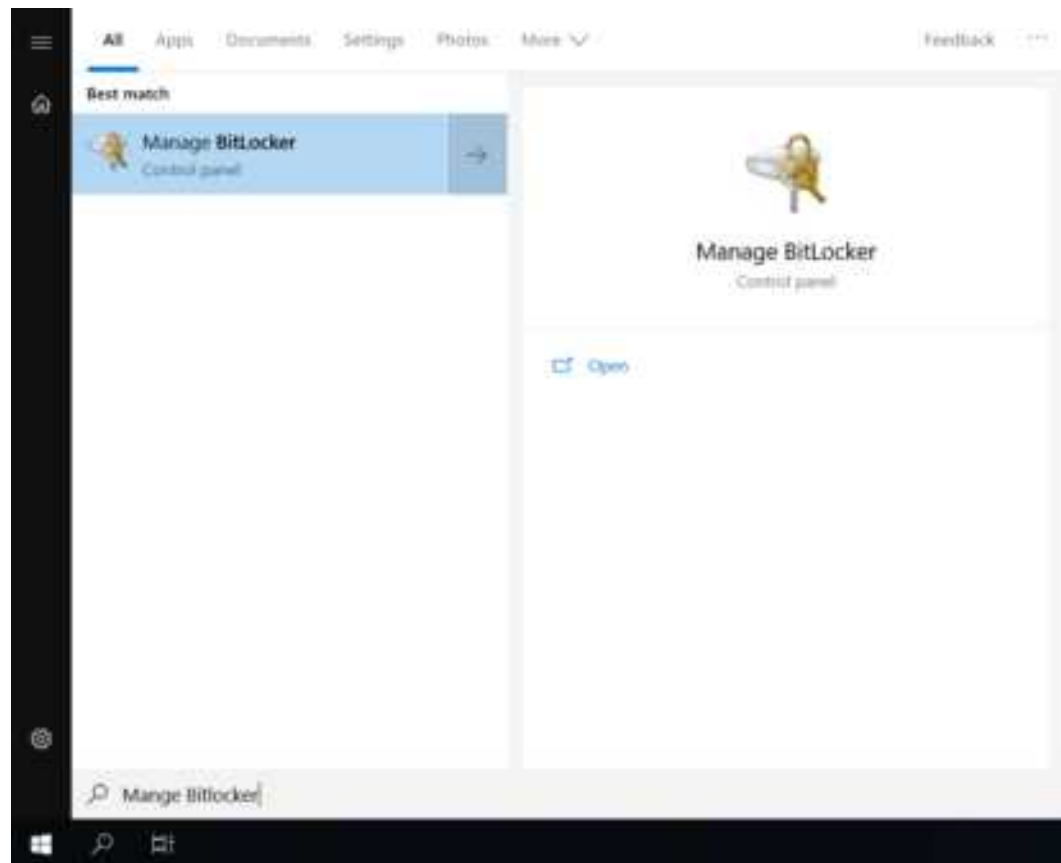 All Apps Documents Settings Photos More Feedback ...
Best match
Manage BitLocker
Control panel
Manage BitLocker
Control panel
Open
Mange Bitlocker